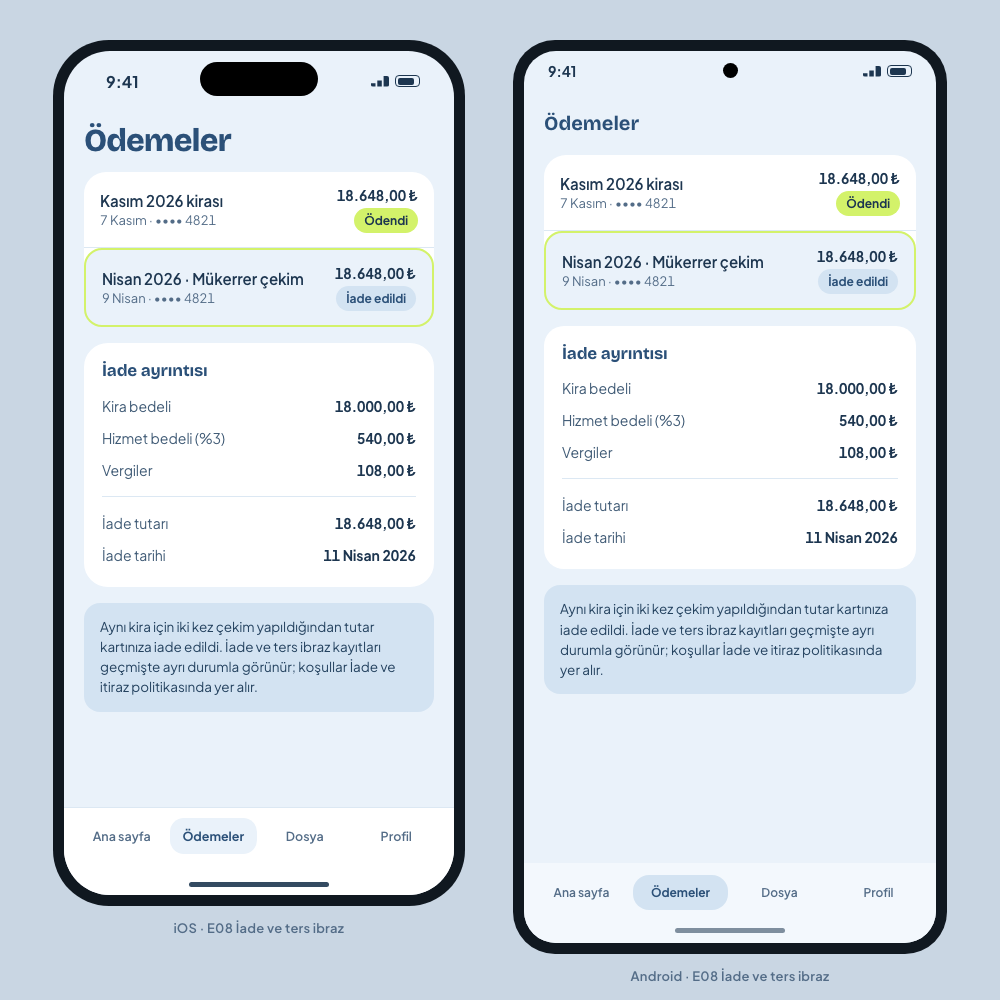 9:41
Ödemeler
Kasım 2026 kirası
18.648,00 ₺
7 Kasım · •••• 4821
Ödendi
Nisan 2026 · Mükerrer çekim
18.648,00 ₺
9 Nisan · •••• 4821
İade edildi
İade ayrıntısı
Kira bedeli
18.000,00 ₺
Hizmet bedeli (%3)
540,00 ₺
Vergiler
108,00 ₺
İade tutarı
18.648,00 ₺
İade tarihi
11 Nisan 2026
Aynı kira için iki kez çekim yapıldığından tutar
kartınıza iade edildi. İade ve ters ibraz kayıtları
geçmişte ayrı durumla görünür; koşullar İade ve
itiraz politikasında yer alır.
Ana sayfa
Ödemeler
Dosya
Profil
iOS · E08 İade ve ters ibraz
9:41
Ödemeler
Kasım 2026 kirası
18.648,00 ₺
7 Kasım · •••• 4821
Ödendi
Nisan 2026 · Mükerrer çekim
18.648,00 ₺
9 Nisan · •••• 4821
İade edildi
İade ayrıntısı
Kira bedeli
18.000,00 ₺
Hizmet bedeli (%3)
540,00 ₺
Vergiler
108,00 ₺
İade tutarı
18.648,00 ₺
İade tarihi
11 Nisan 2026
Aynı kira için iki kez çekim yapıldığından tutar kartınıza
iade edildi. İade ve ters ibraz kayıtları geçmişte ayrı
durumla görünür; koşullar İade ve itiraz politikasında
yer alır.
Ana sayfa
Ödemeler
Dosya
Profil
Android · E08 İade ve ters ibraz